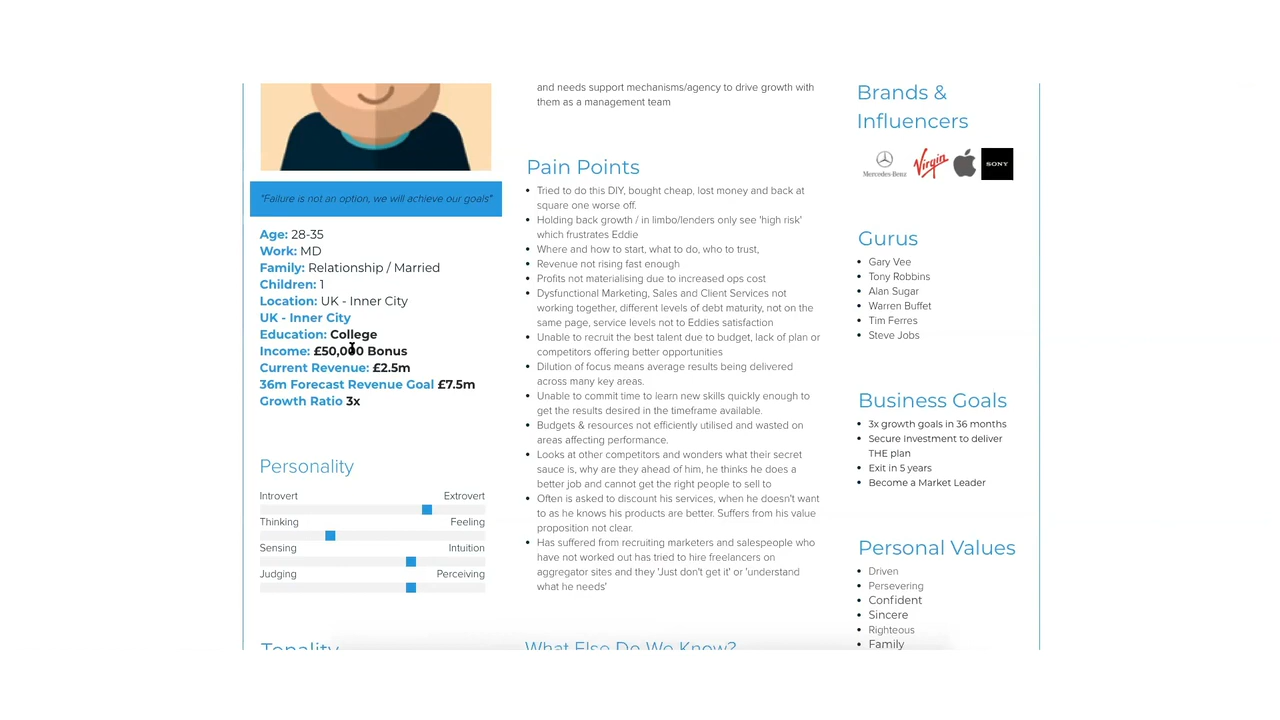 and needs support mechanisms/agency to drive growth with
them as a management team
"Failure is not an option, we will achieve our goals"
Age: 28-35
Work: MD
Family: Relationship / Married
Children: 1
Location: UK - Inner City
UK - Inner City
Education: College
Income: £50,000 Bonus
Current Revenue: £2.5m
36m Forecast Revenue Goal £7.5m
Growth Ratio 3x
Personality
Introvert Extrovert
Thinking Feeling
Sensing Intuition
Judging Perceiving
Tonality
Pain Points
Tried to do this DIY, bought cheap, lost money and back at
square one worse off.
Holding back growth / in limbo/lenders only see 'high risk'
which frustrates Eddie
Where and how to start, what to do, who to trust,
Revenue not rising fast enough
Profits not materialising due to increased ops cost
Dysfunctional Marketing, Sales and Client Services not
working together, different levels of debt maturity, not on the
same page, service levels not to Eddies satisfaction
Unable to recruit the best talent due to budget, lack of plan or
competitors offering better opportunities
Dilution of focus means average results being delivered
across many key areas.
Unable to commit time to learn new skills quickly enough to
get the results desired in the timeframe available.
Budgets & resources not efficiently utilised and wasted on
areas affecting performance.
Looks at other competitors and wonders what their secret
sauce is, why are they ahead of him, he thinks he does a
better job and cannot get the right people to sell to
Often is asked to discount his services, when he doesn't want
to as he knows his products are better. Suffers from his value
proposition not clear.
Has suffered from recruiting marketers and salespeople who
have not worked out has tried to hire freelancers on
aggregator sites and they 'Just don't get it' or 'understand
what he needs'
What Else Do We Know?
Brands &
Influencers
Mercedes-Benz Virgin SONY
Gurus
Gary Vee
Tony Robbins
Alan Sugar
Warren Buffet
Tim Ferres
Steve Jobs
Business Goals
3x growth goals in 36 months
Secure Investment to deliver
THE plan
Exit in 5 years
Become a Market Leader
Personal Values
Driven
Persevering
Confident
Sincere
Righteous
Family